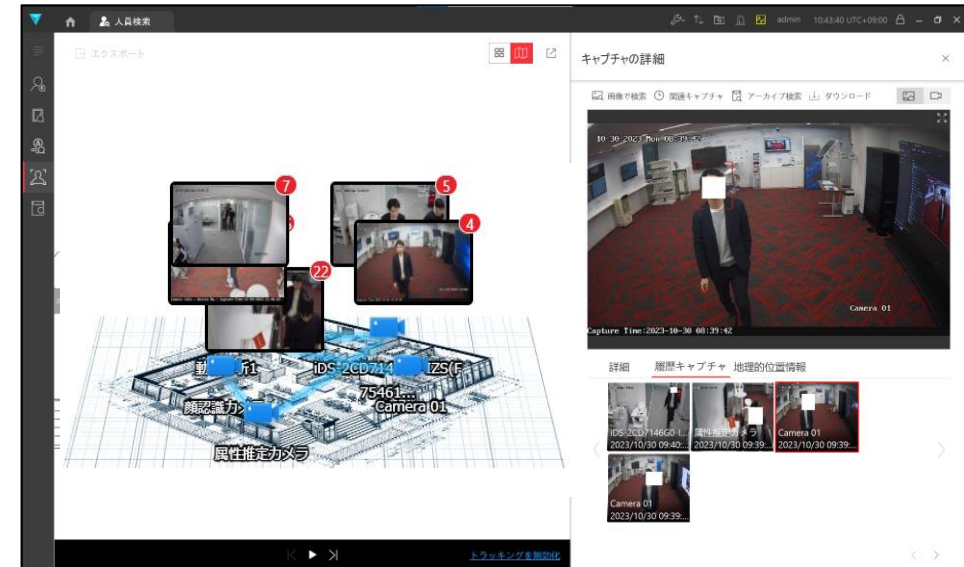 人員検索
admin
10:43:40 UTC+09:00
エクスポート
キャプチャの詳細
画像で検索
関連キャプチャ
アーカイブ検索
ダウンロード
10-30-2023 Mon 08:39:42
Camera 01
Capture Time:2023-10-30 08:39:42
7
5
4
22
iDS-2CD714
IZS(F
75461...
Camera 01
属性推定カメラ
詳細
履歴キャプチャ
地理的位置情報
iDS-2CD7146G0-I...
2023/10/30 09:40:...
属性推定カメラ
2023/10/30 09:39:...
Camera 01
2023/10/30 09:39:...
Camera 01
2023/10/30 09:39:...
トラッキングを無効化